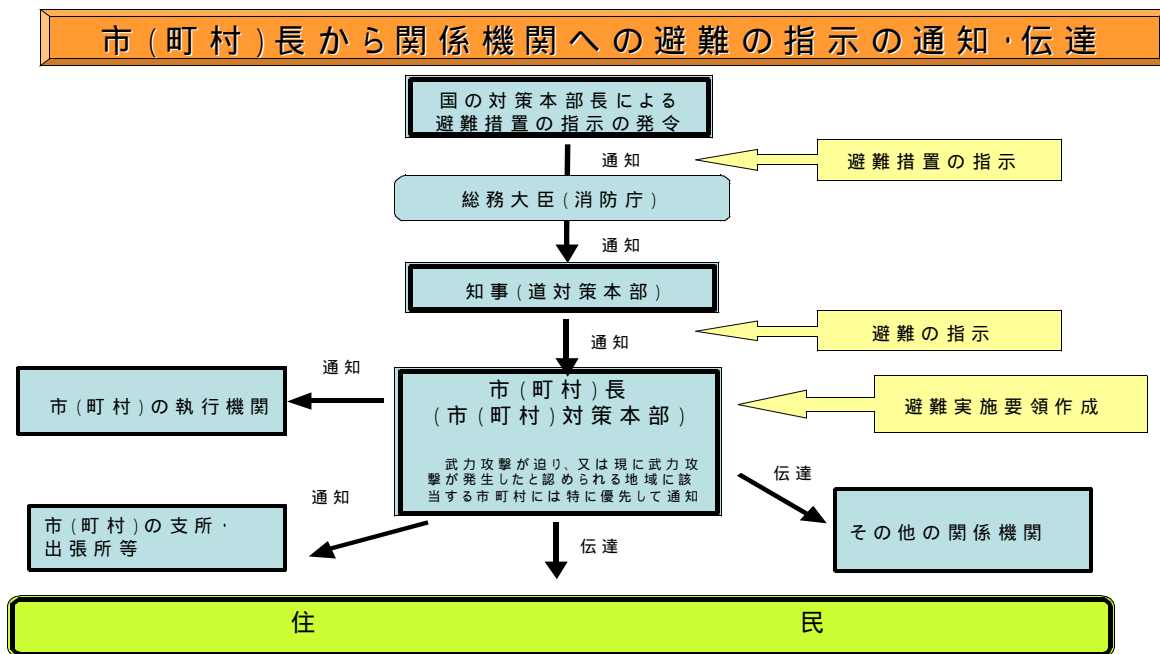 市(町村)長から関係機関への避難の指示の通知・伝達
国の対策本部長による
避難措置の指示の発令
通知
避難措置の指示
総務大臣(消防庁)
通知
知事(道対策本部)
通知
避難の指示
通知
市(町村)の執行機関
市(町村)長
(市(町村)対策本部)
武力攻撃が迫り、又は現に武力攻
撃が発生したと認められる地域に該
当する市町村には特に優先して通知
避難実施要領作成
通知
市(町村)の支所・
出張所等
伝達
伝達
その他の関係機関
住民